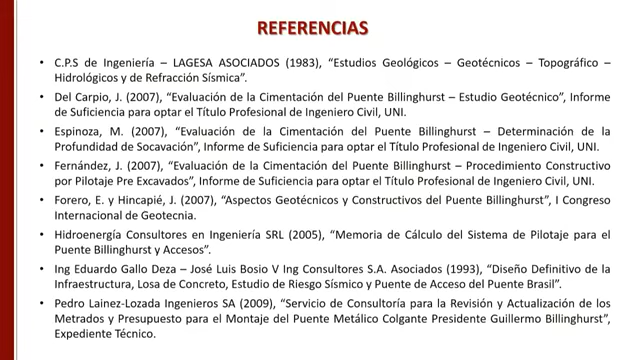 REFERENCIAS
• C.P.S de Ingeniería – LAGESA ASOCIADOS (1983), “Estudios Geológicos – Geotécnicos – Topográfico –
Hidrológicos y de Refracción Sísmica”.
• Del Carpio, J. (2007), “Evaluación de la Cimentación del Puente Billinghurst – Estudio Geotécnico”, Informe
de Suficiencia para optar el Título Profesional de Ingeniero Civil, UNI.
• Espinoza, M. (2007), “Evaluación de la Cimentación del Puente Billinghurst – Determinación de la
Profundidad de Socavación”, Informe de Suficiencia para optar el Título Profesional de Ingeniero Civil, UNI.
• Fernández, J. (2007), “Evaluación de la Cimentación del Puente Billinghurst – Procedimiento Constructivo
por Pilotaje Pre Excavados”, Informe de Suficiencia para optar el Título Profesional de Ingeniero Civil, UNI.
• Forero, E. y Hincapié, J. (2007), “Aspectos Geotécnicos y Constructivos del Puente Billinghurst”, I Congreso
Internacional de Geotecnia.
• Hidroenergía Consultores en Ingeniería SRL (2005), “Memoria de Cálculo del Sistema de Pilotaje para el
Puente Billinghurst y Accesos”.
• Ing Eduardo Gallo Deza – José Luis Bosio V Ing Consultores S.A. Asociados (1993), “Diseño Definitivo de la
Infraestructura, Losa de Concreto, Estudio de Riesgo Sísmico y Puente de Acceso del Puente Brasil”.
• Pedro Lainez-Lozada Ingenieros SA (2009), “Servicio de Consultoría para la Revisión y Actualización de los
Metrados y Presupuesto para el Montaje del Puente Metálico Colgante Presidente Guillermo Billinghurst”,
Expediente Técnico.